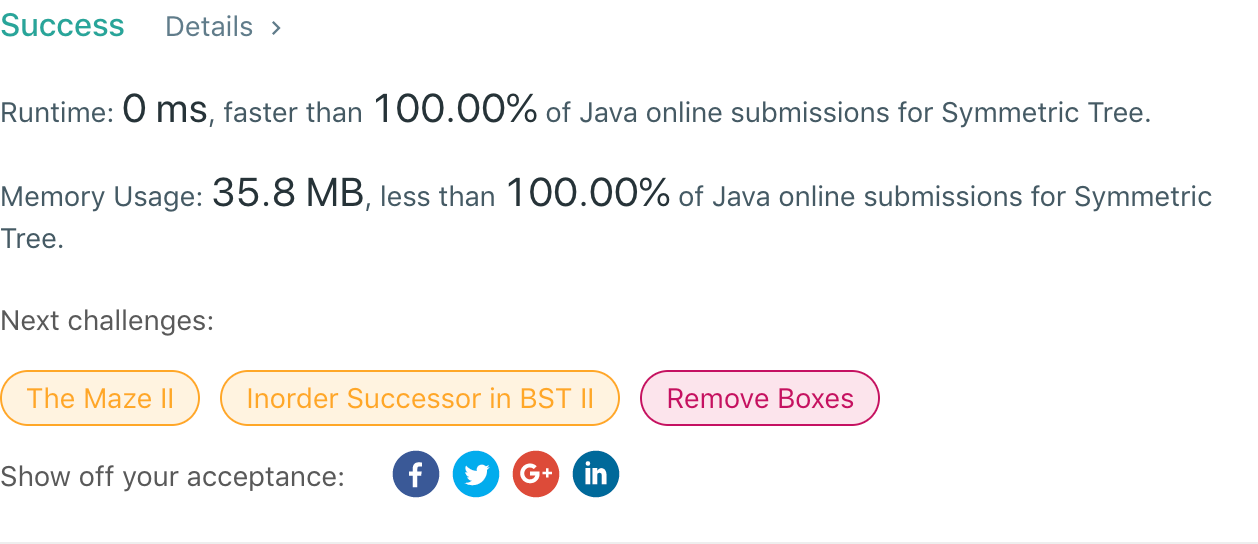 Success Details >
Runtime: 0 ms, faster than 100.00% of Java online submissions for Symmetric Tree.
Memory Usage: 35.8 MB, less than 100.00% of Java online submissions for Symmetric
Tree.
Next challenges:
The Maze II Inorder Successor in BST II Remove Boxes
Show off your acceptance: f G+ in